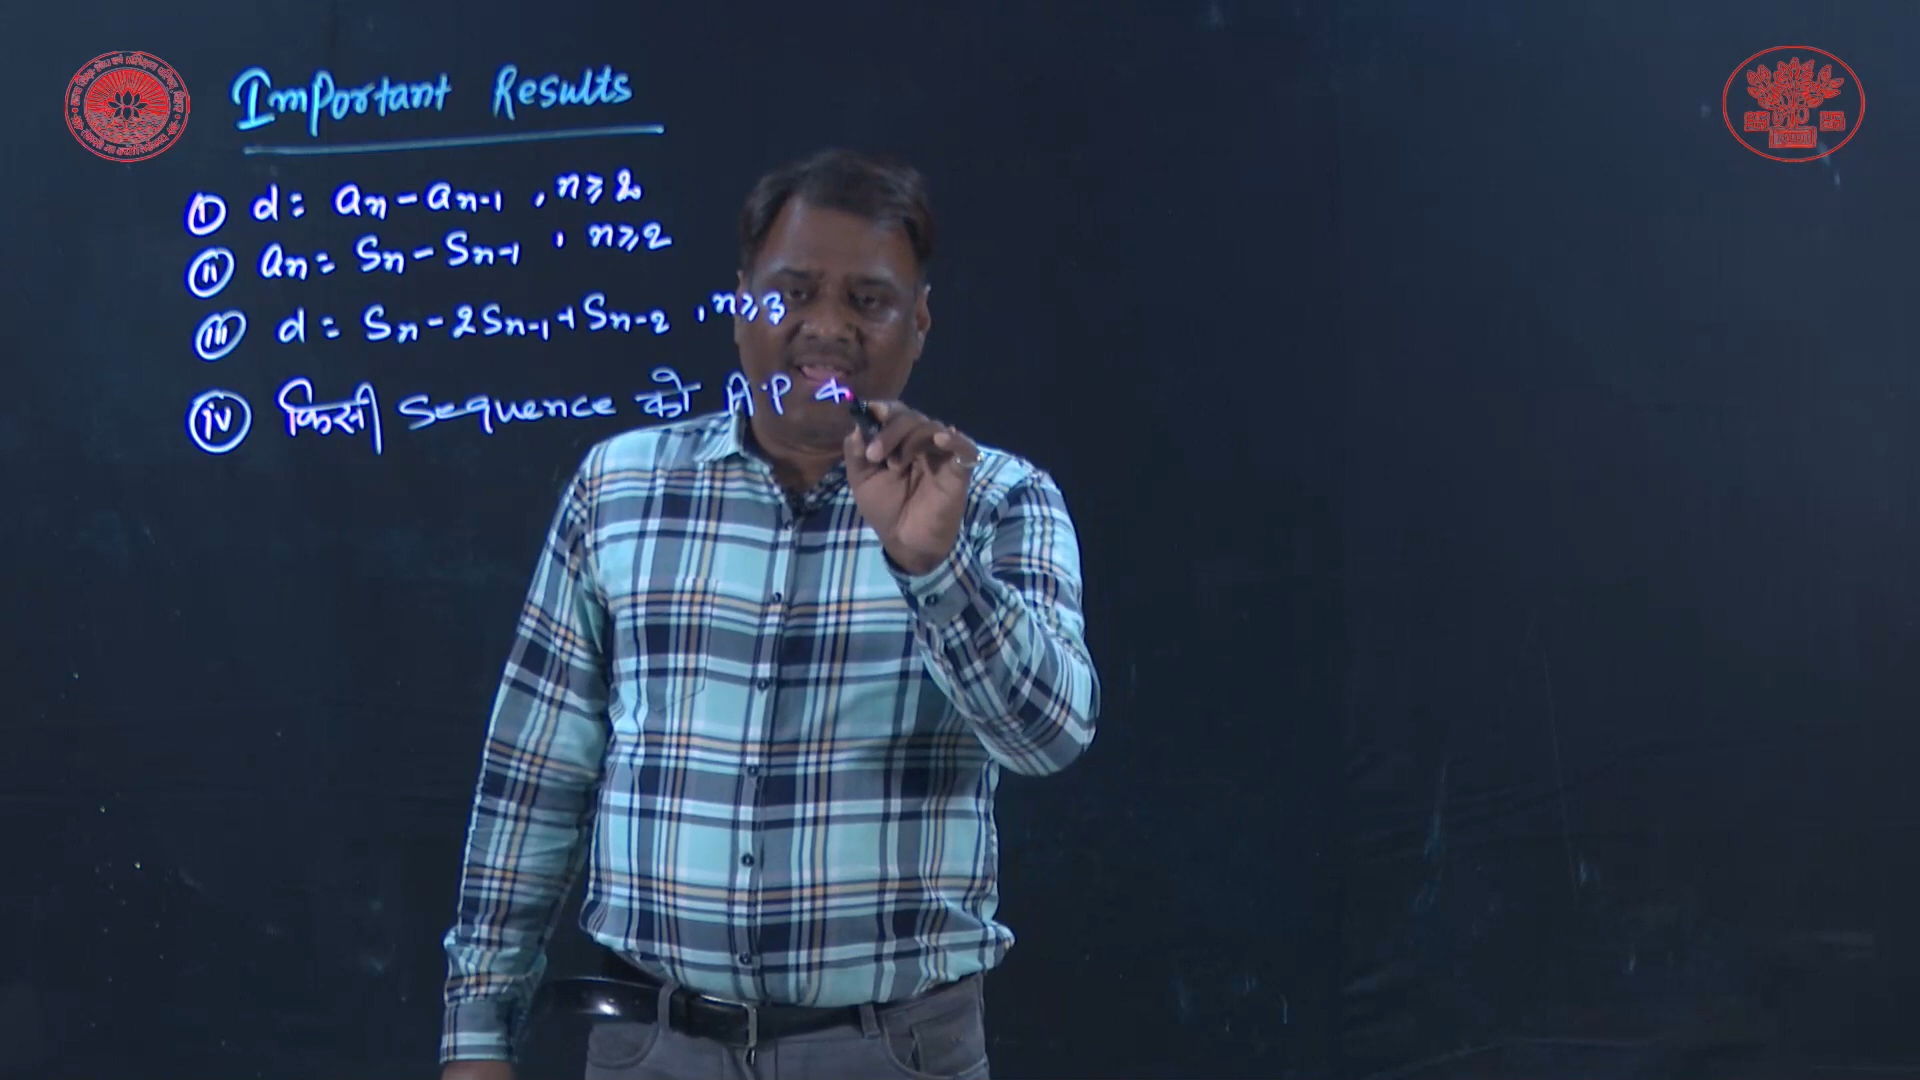 Important Results
(i) d = aₙ - aₙ₋₁ , n ≥ 2
(ii) aₙ = Sₙ - Sₙ₋₁ , n ≥ 2
(iii) d = Sₙ - 2Sₙ₋₁ + Sₙ₋₂ , n ≥ 3
(iv) किसी Sequence को A.P